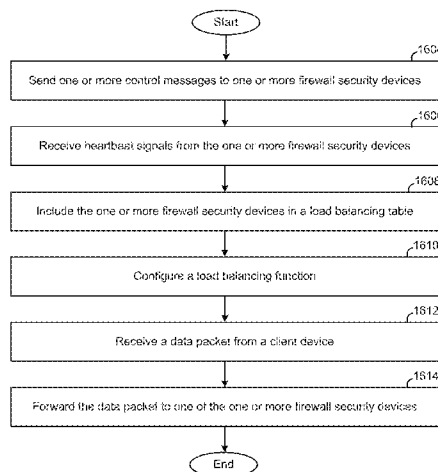 Start
1604
Send one or more control messages to one or more firewall security devices
1606
Receive heartbeat signals from the one or more firewall security devices
1608
Include the one or more firewall security devices in a load balancing table
1610
Configure a load balancing function
1612
Receive a data packet from a client device
1614
Forward the data packet to one of the one or more firewall security devices
End